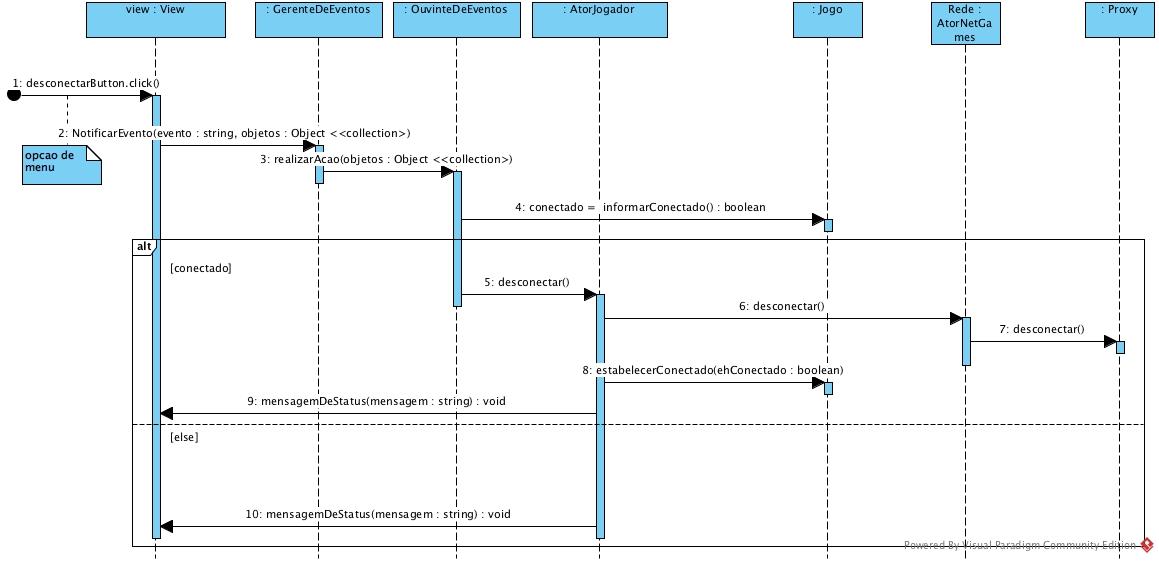 view : View
: GerenteDeEventos
: OuvinteDeEventos
: AtorJogador
: Jogo
Rede :
AtorNetGa
mes
: Proxy
1: desconectarButton.click()
2: NotificarEvento(evento : string, objetos : Object <<collection>)
opcao de
menu
3: realizarAcao(objetos : Object <<collection>)
4: conectado =  informarConectado() : boolean
alt
[conectado]
5: desconectar()
6: desconectar()
7: desconectar()
8: estabelecerConectado(ehConectado : boolean)
9: mensagemDeStatus(mensagem : string) : void
[else]
10: mensagemDeStatus(mensagem : string) : void
Powered By Visual Paradigm Community Edition